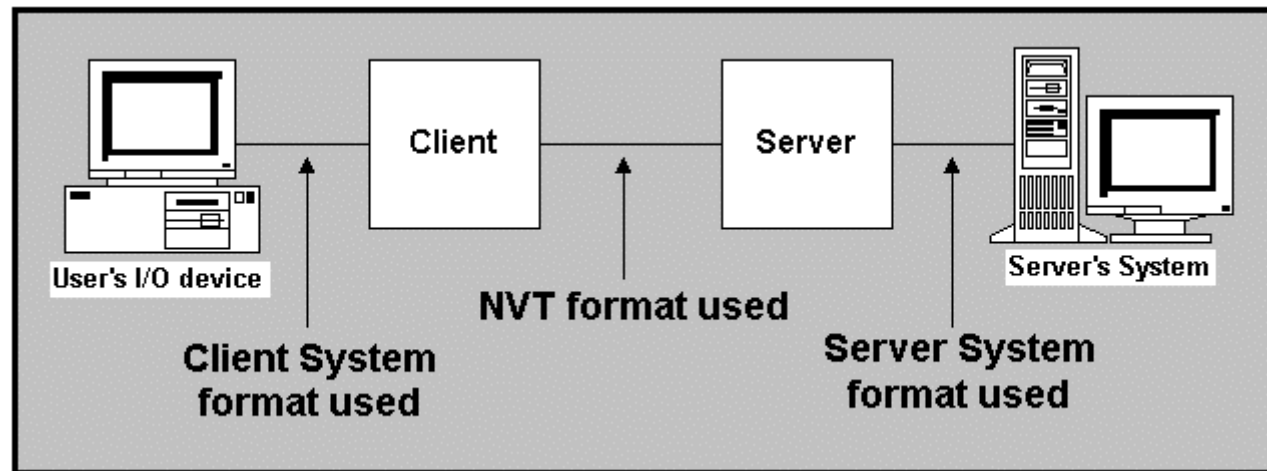 Client
Server
User's I/O device
Server's System
NVT format used
Client System
format used
Server System
format used